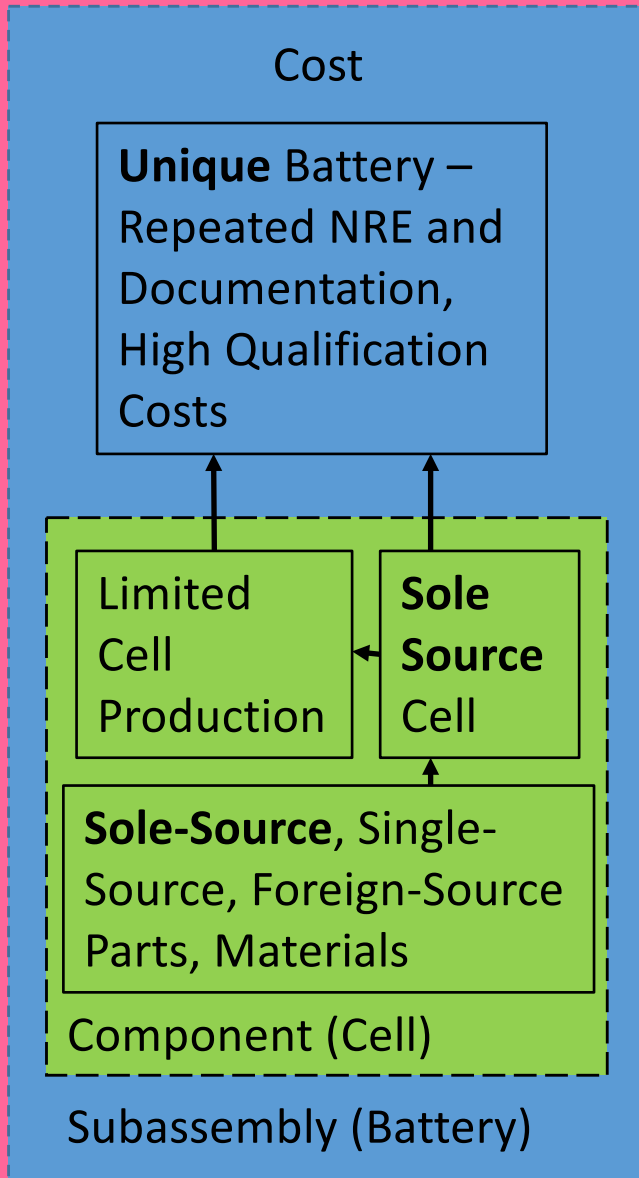 Cost
Unique Battery –
Repeated NRE and
Documentation,
High Qualification
Costs
Limited
Cell
Production
Sole
Source
Cell
Sole-Source, Single-
Source, Foreign-Source
Parts, Materials
Component (Cell)
Subassembly (Battery)